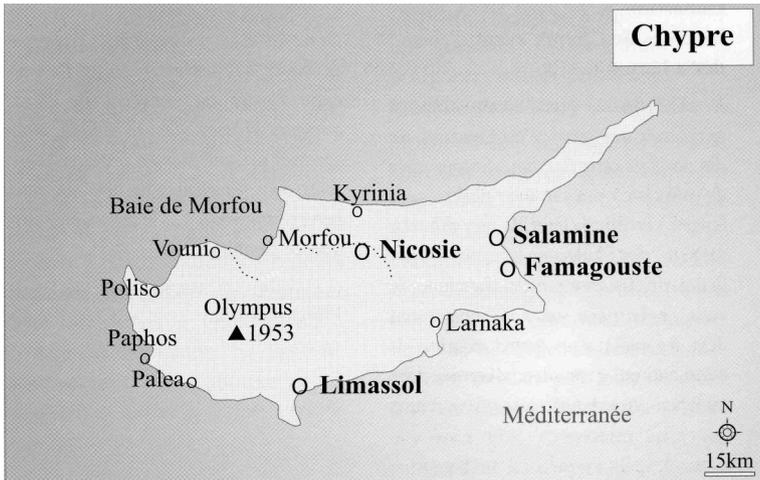 Chypre
Kyrinia
Baie de Morfou
Morfou
Salamine
Vouni
Nicosie
Famagouste
Polis
Olympus
1953
Larnaka
Paphos
Palea
Limassol
Méditerranée
N
15km